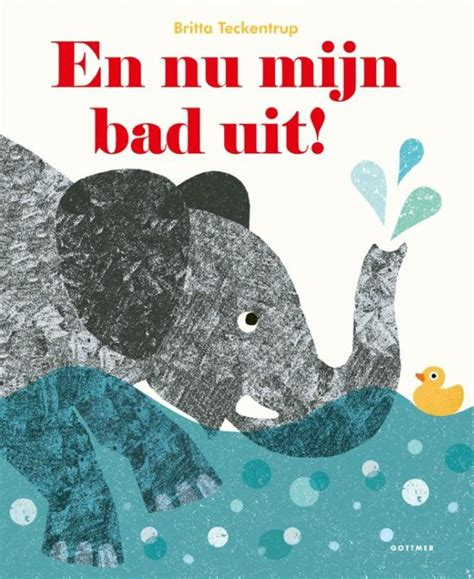 Britta Teckentrup
En nu mijn
bad uit!
GOTTMER